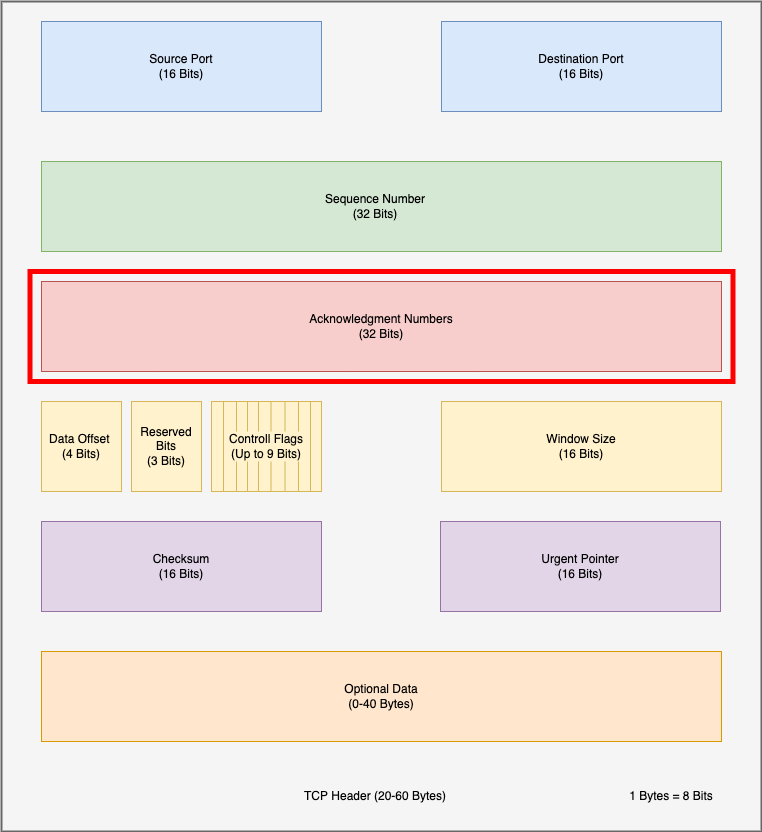 Source Port
(16 Bits)
Destination Port
(16 Bits)
Sequence Number
(32 Bits)
Acknowledgment Numbers
(32 Bits)
Data Offset
(4 Bits)
Reserved
Bits
(3 Bits)
Controll Flags
(Up to 9 Bits)
Window Size
(16 Bits)
Checksum
(16 Bits)
Urgent Pointer
(16 Bits)
Optional Data
(0-40 Bytes)
TCP Header (20-60 Bytes)
1 Bytes = 8 Bits